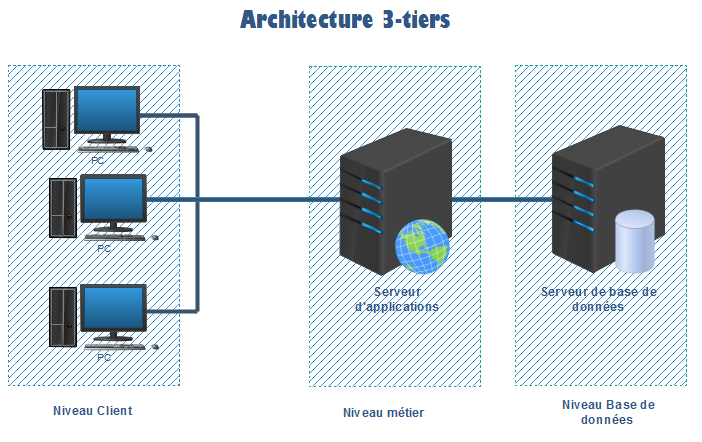 Architecture 3-tiers
PC
PC
PC
Serveur
d'applications
Serveur de base de
données
Niveau Client
Niveau métier
Niveau Base de
données